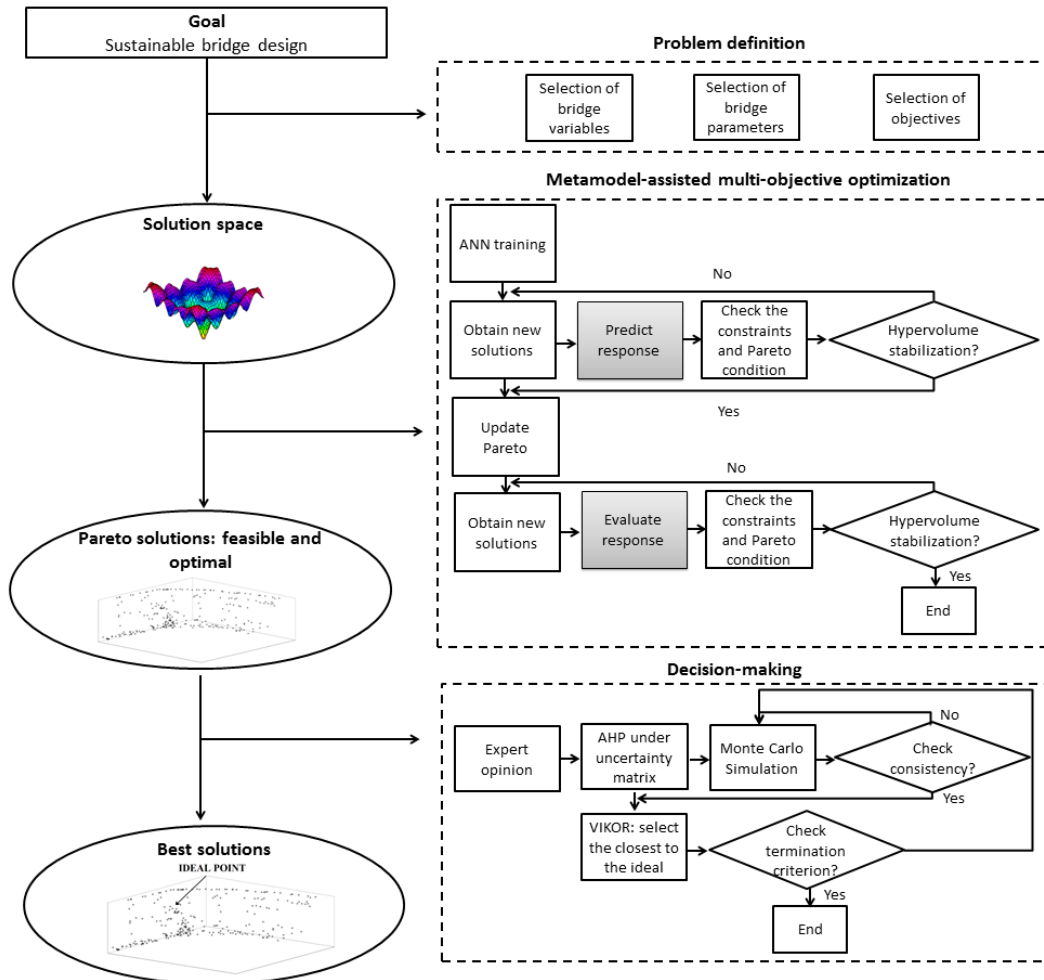 Goal
Sustainable bridge design
Problem definition
Selection of
bridge
variables
Selection of
bridge
parameters
Selection of
objectives
Solution space
Metamodel-assisted multi-objective optimization
ANN training
No
Obtain new
solutions
Predict
response
Check the
constraints
and Pareto
condition
Hypervolume
stabilization?
Yes
Update
Pareto
No
Obtain new
solutions
Evaluate
response
Check the
constraints
and Pareto
condition
Hypervolume
stabilization?
Yes
End
Pareto solutions: feasible and
optimal
Decision-making
Expert
opinion
AHP under
uncertainty
matrix
Monte Carlo
Simulation
No
Check
consistency?
Yes
VIKOR: select
the closest to
the ideal
Check
termination
criterion?
Yes
End
Best solutions
IDEAL POINT